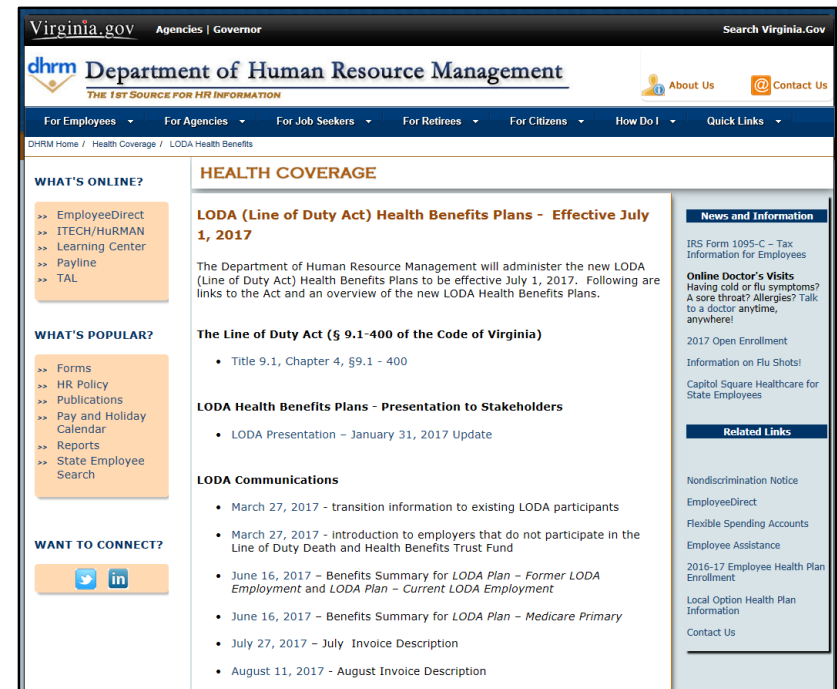 Virginia.gov Agencies | Governor Search Virginia.Gov
dhrm Department of Human Resource Management
THE 1ST SOURCE FOR HR INFORMATION
About Us @ Contact Us
For Employees For Agencies For Job Seekers For Retirees For Citizens How Do I Quick Links
DHRM Home / Health Coverage / LODA Health Benefits
WHAT'S ONLINE?
>> EmployeeDirect
>> ITECH/HuRMAN
>> Learning Center
>> Payline
>> TAL
WHAT'S POPULAR?
>> Forms
>> HR Policy
>> Publications
>> Pay and Holiday
Calendar
>> Reports
>> State Employee
Search
WANT TO CONNECT?
in
HEALTH COVERAGE
LODA (Line of Duty Act) Health Benefits Plans - Effective July
1, 2017
The Department of Human Resource Management will administer the new LODA
(Line of Duty Act) Health Benefits Plans to be effective July 1, 2017. Following are
links to the Act and an overview of the new LODA Health Benefits Plans.
The Line of Duty Act (§ 9.1-400 of the Code of
Virginia)
• Title 9.1, Chapter 4, §9.1 - 400
LODA Health Benefits Plans - Presentation to Stakeholders
• LODA Presentation – January 31, 2017 Update
LODA Communications
• March 27, 2017 - transition information to existing LODA participants
• March 27, 2017 - introduction to employers that do not participate in the
Line of Duty Death and Health Benefits Trust Fund
• June 16, 2017 – Benefits Summary for LODA Plan – Former LODA
Employment and LODA Plan – Current LODA Employment
• June 16, 2017 – Benefits Summary for LODA Plan – Medicare Primary
• July 27, 2017 – July Invoice Description
• August 11, 2017 - August Invoice Description
News and Information
IRS Form 1095-C – Tax
Information for Employees
Online Doctor's Visits
Having cold or flu symptoms?
A sore throat? Allergies? Talk
to a doctor anytime,
anywhere!
2017 Open Enrollment
Information on Flu Shots!
Capitol Square Healthcare for
State Employees
Related Links
Nondiscrimination Notice
EmployeeDirect
Flexible Spending Accounts
Employee Assistance
2016-17 Employee Health Plan
Enrollment
Local Option Health Plan
Information
Contact Us